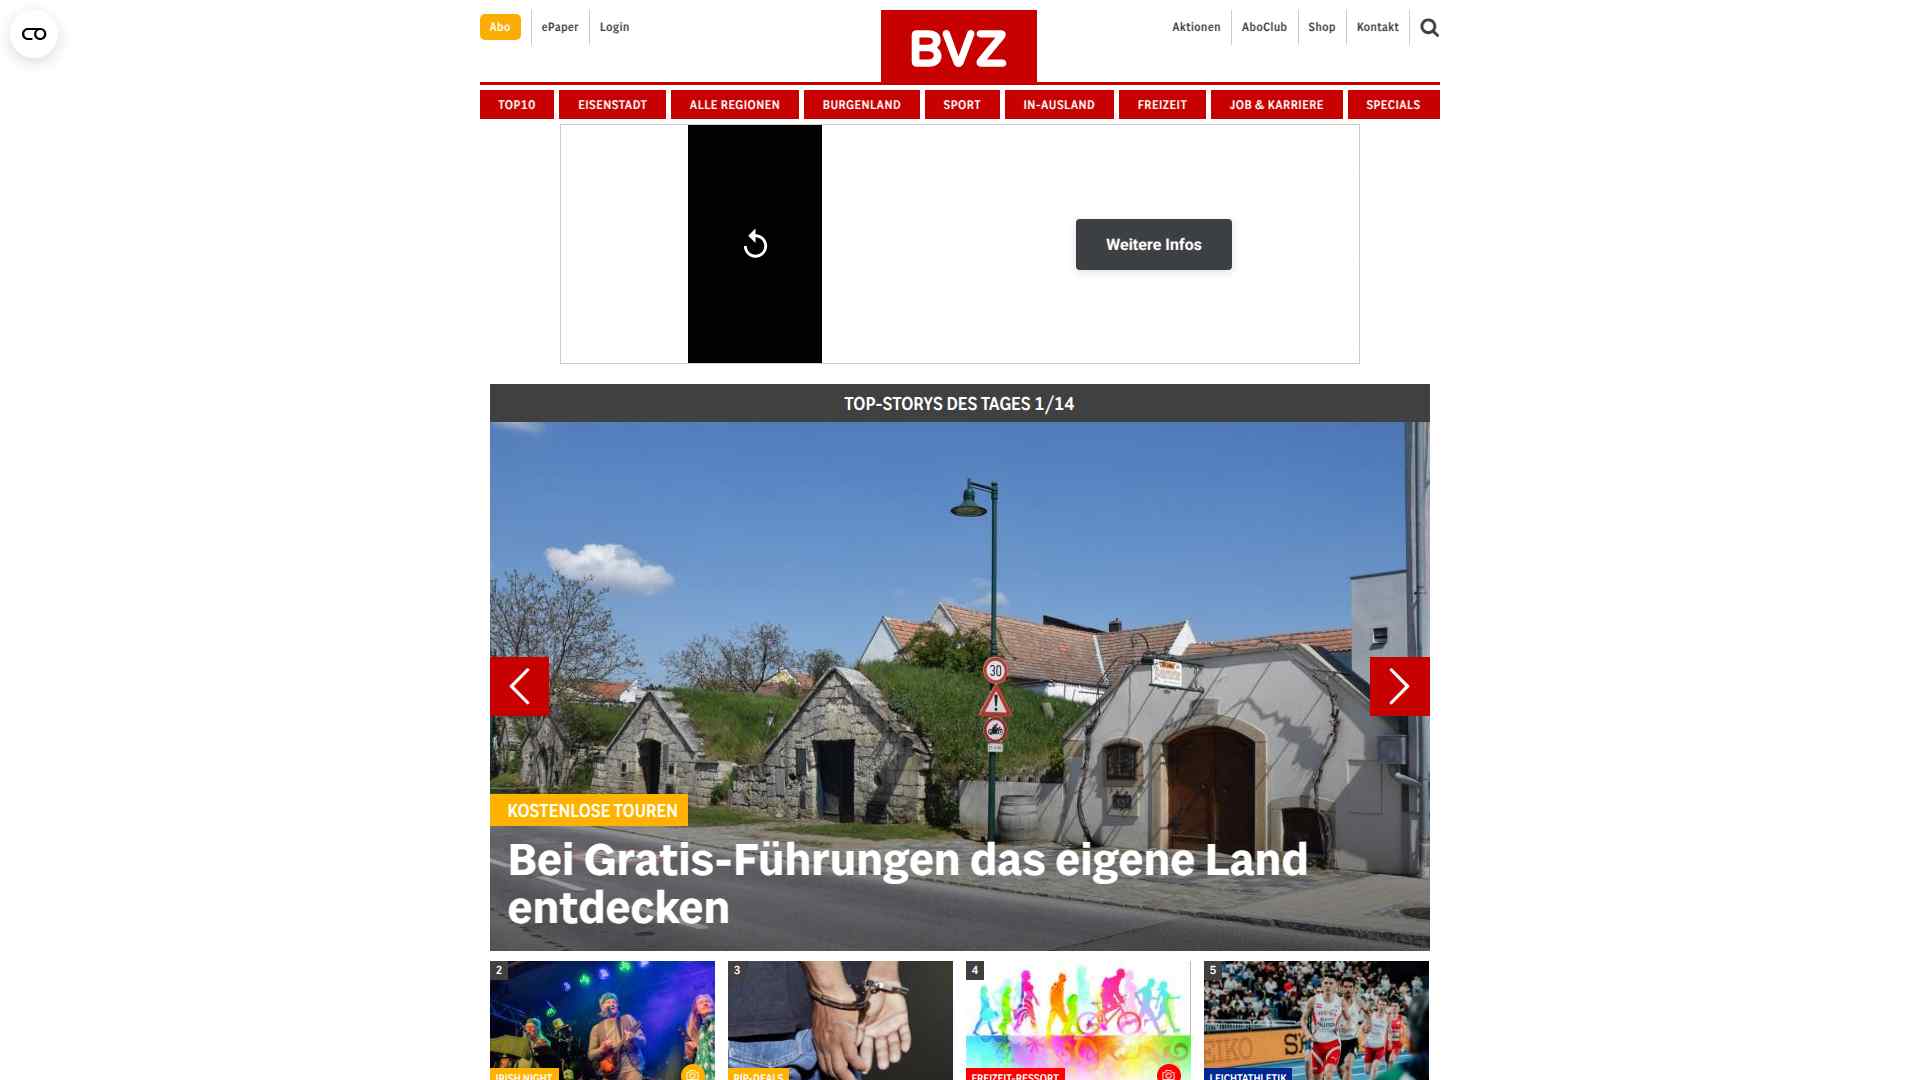 Abo
ePaper
Login
BVZ
Aktionen
AboClub
Shop
Kontakt
TOP10
EISENSTADT
ALLE REGIONEN
BURGENLAND
SPORT
IN-AUSLAND
FREIZEIT
JOB & KARRIERE
SPECIALS
Weitere Infos
TOP-STORYS DES TAGES 1/14
30
KOSTENLOSE TOUREN
Bei Gratis-Führungen das eigene Land
entdecken
2
3
4
5
IRISH NIGHT
RIP-DEALS
FREIZEIT-RESSORT
LEICHTATHLETIK